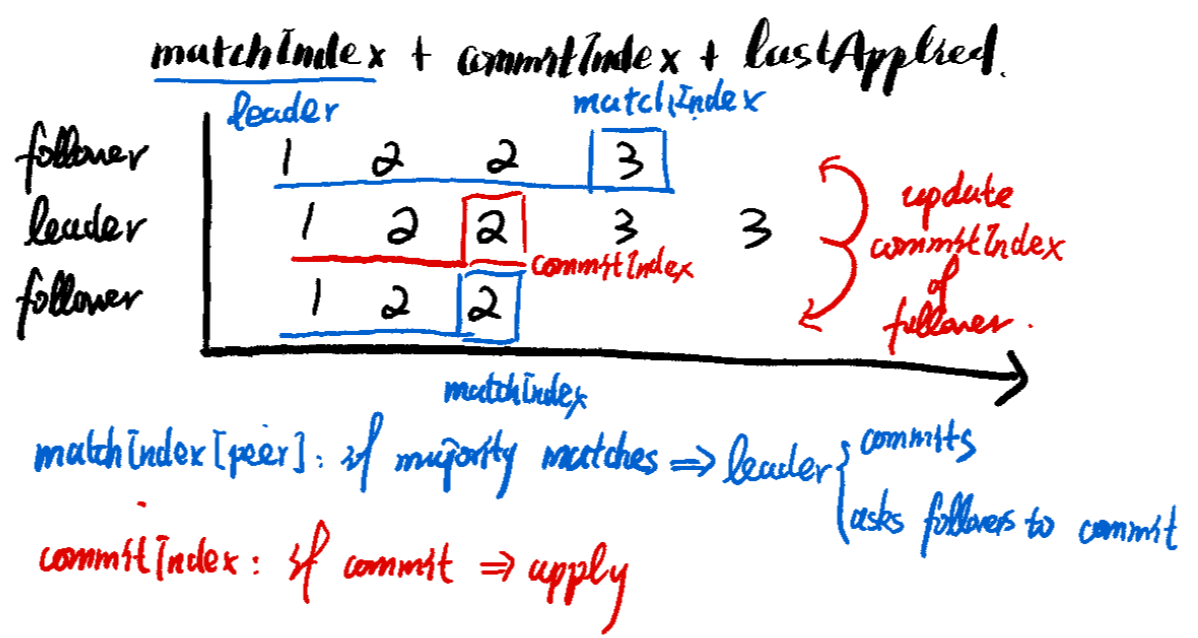 matchIndex + commitIndex + lastApplied.
leader
matchIndex
follower 1 2 2 3
leader 1 2 2 3 3
commitIndex
follower 1 2 2
update
commitIndex
of
follower.
matchIndex
matchIndex[peer]: if majority matches ⇒ leader { commits
asks followers to commit
commitIndex: if commit ⇒ apply